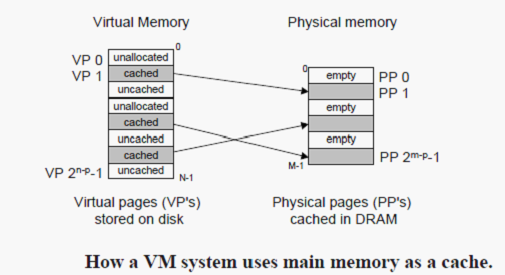 Virtual Memory
Physical memory
0
VP 0 unallocated
VP 1 cached
uncached
unallocated
cached
uncached
cached
VP 2ⁿ⁻ᵖ-1 uncached
N-1
0
empty PP 0
PP 1
empty
empty
PP 2ᵐ⁻ᵖ-1
M-1
Virtual pages (VP's)
stored on disk
Physical pages (PP's)
cached in DRAM
How a VM system uses main memory as a cache.